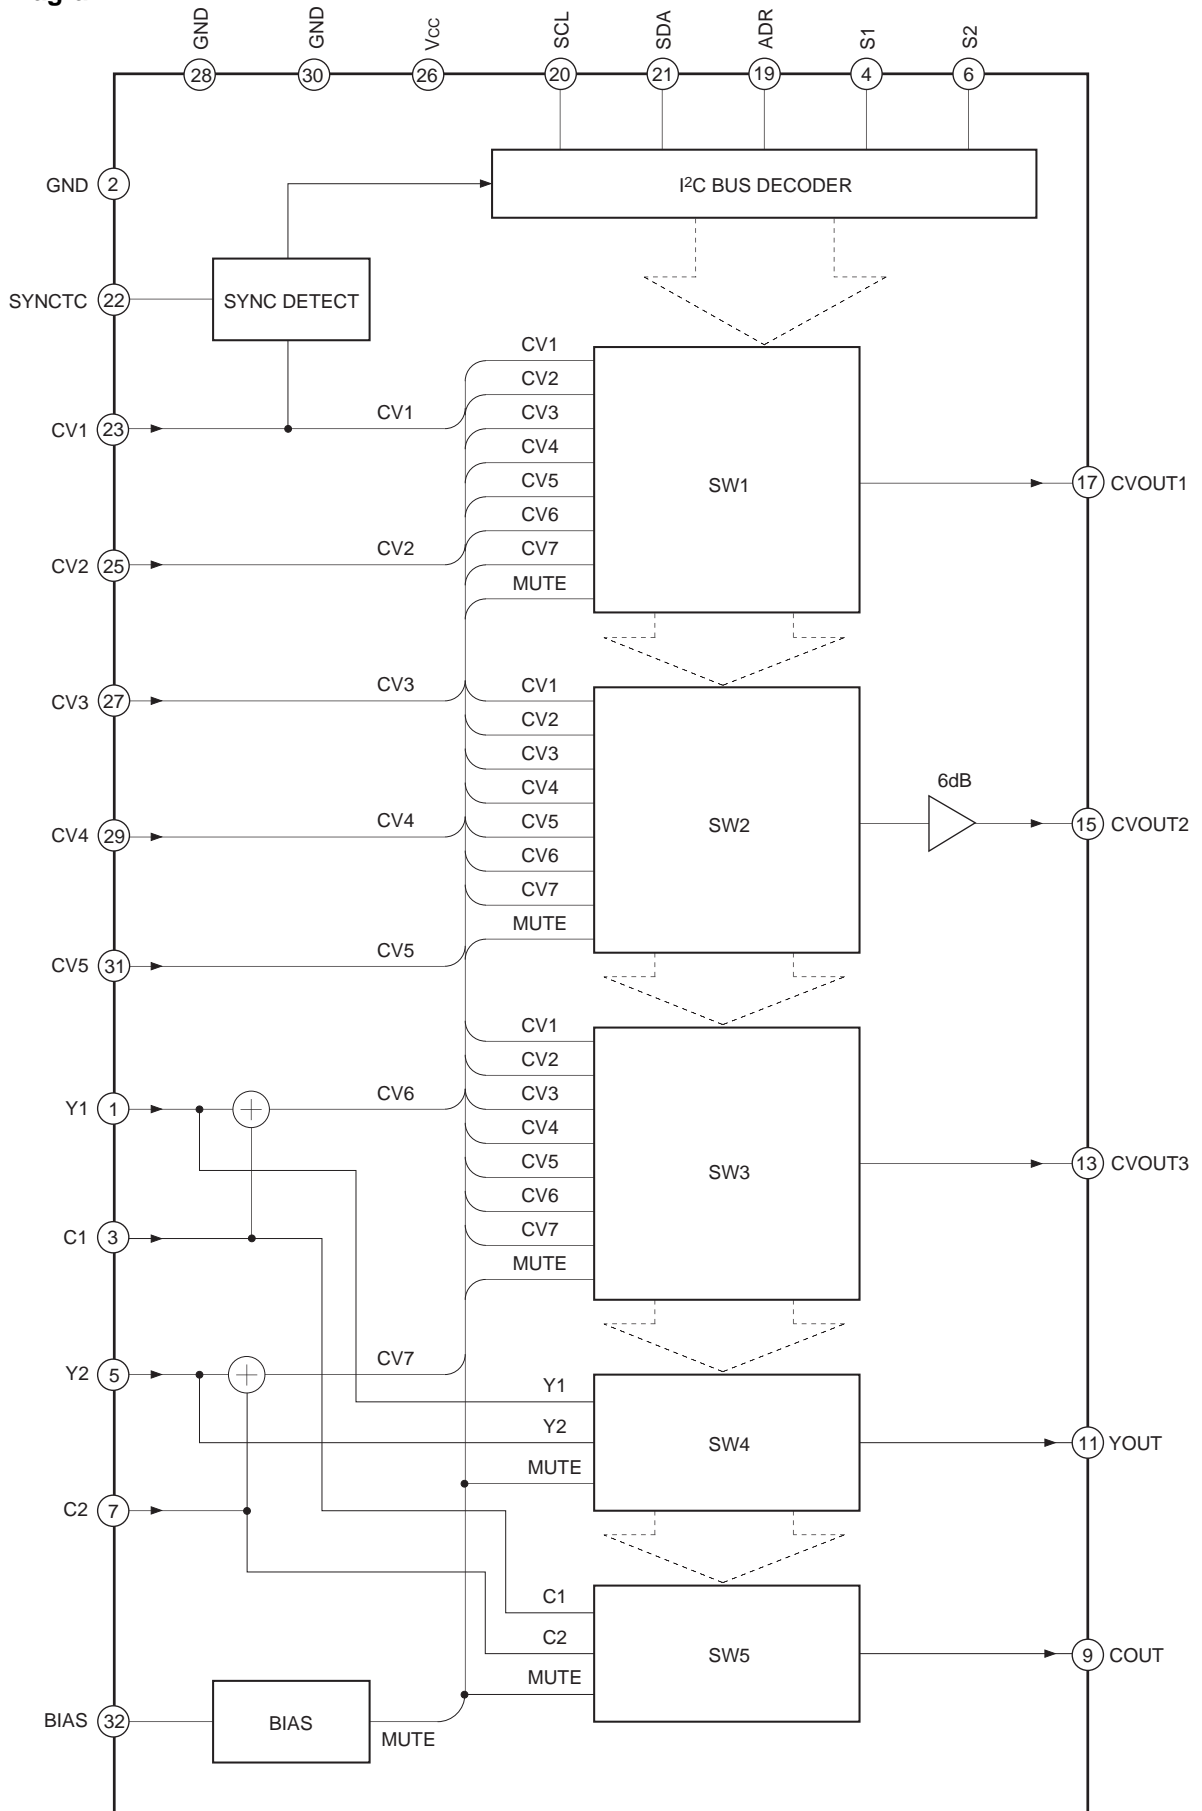 GND
GND
Vcc
SCL
SDA
ADR
S1
S2
28
30
26
20
21
19
4
6
GND 2
I²C BUS DECODER
SYNCTC 22
SYNC DETECT
CV1
CV2
CV1 23
CV1
CV3
CV4
CV5
SW1
17 CVOUT1
CV6
CV2 25
CV2
CV7
MUTE
CV3 27
CV3
CV1
CV2
CV3
CV4
6dB
CV4 29
CV4
CV5
SW2
15 CVOUT2
CV6
CV7
MUTE
CV5 31
CV5
CV1
CV2
Y1 1
CV6
CV3
CV4
CV5
SW3
13 CVOUT3
CV6
C1 3
CV7
MUTE
Y2 5
CV7
Y1
Y2
SW4
11 YOUT
MUTE
C2 7
C1
C2
SW5
9 COUT
MUTE
BIAS 32
BIAS
MUTE